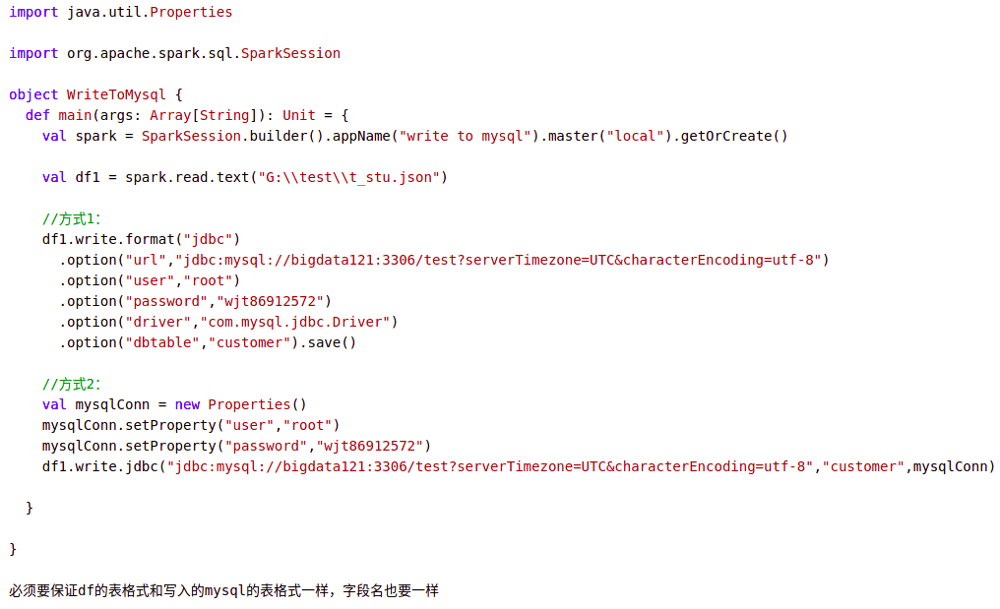 import java.util.Properties
import org.apache.spark.sql.SparkSession
object WriteToMysql {
def main(args: Array[String]): Unit = {
val spark = SparkSession.builder().appName("write to mysql").master("local").getOrCreate()
val df1 = spark.read.text("G:\\test\\t_stu.json")
//方式1：
df1.write.format("jdbc")
.option("url","jdbc:mysql://bigdata121:3306/test?serverTimezone=UTC&characterEncoding=utf-8")
.option("user","root")
.option("password","wjt86912572")
.option("driver","com.mysql.jdbc.Driver")
.option("dbtable","customer").save()
//方式2：
val mysqlConn = new Properties()
mysqlConn.setProperty("user","root")
mysqlConn.setProperty("password","wjt86912572")
df1.write.jdbc("jdbc:mysql://bigdata121:3306/test?serverTimezone=UTC&characterEncoding=utf-8","customer",mysqlConn)
}
}
必须要保证df的表格式和写入的mysql的表格式一样，字段名也要一样